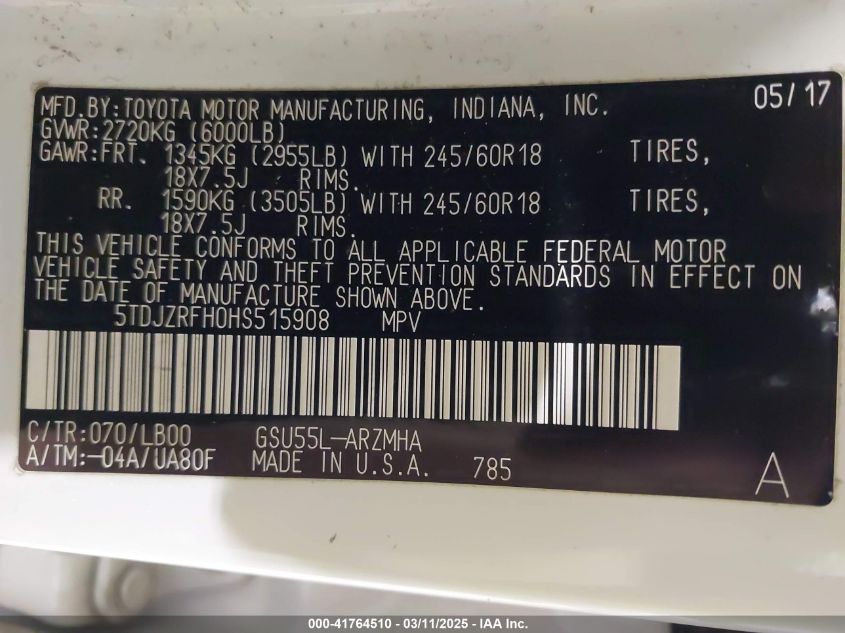 MFD.BY:TOYOTA MOTOR MANUFACTURING, INDIANA, INC. 05/17
GVWR:2720KG (6000LB)
GAWR:FRT. 1345KG (2955LB) WITH 245/60R18 TIRES,
18X7.5J RIMS.
RR. 1590KG (3505LB) WITH 245/60R18 TIRES,
18X7.5J RIMS.
THIS VEHICLE CONFORMS TO ALL APPLICABLE FEDERAL MOTOR
VEHICLE SAFETY AND THEFT PREVENTION STANDARDS IN EFFECT ON
THE DATE OF MANUFACTURE SHOWN ABOVE.
5TDJZRFH0HS515908 MPV
C/TR:070/LB00 GSU55L-ARZMHA
A/TM:-04A/UA80F MADE IN U.S.A. 785 A
000-41764510 - 03/11/2025 - IAA Inc.